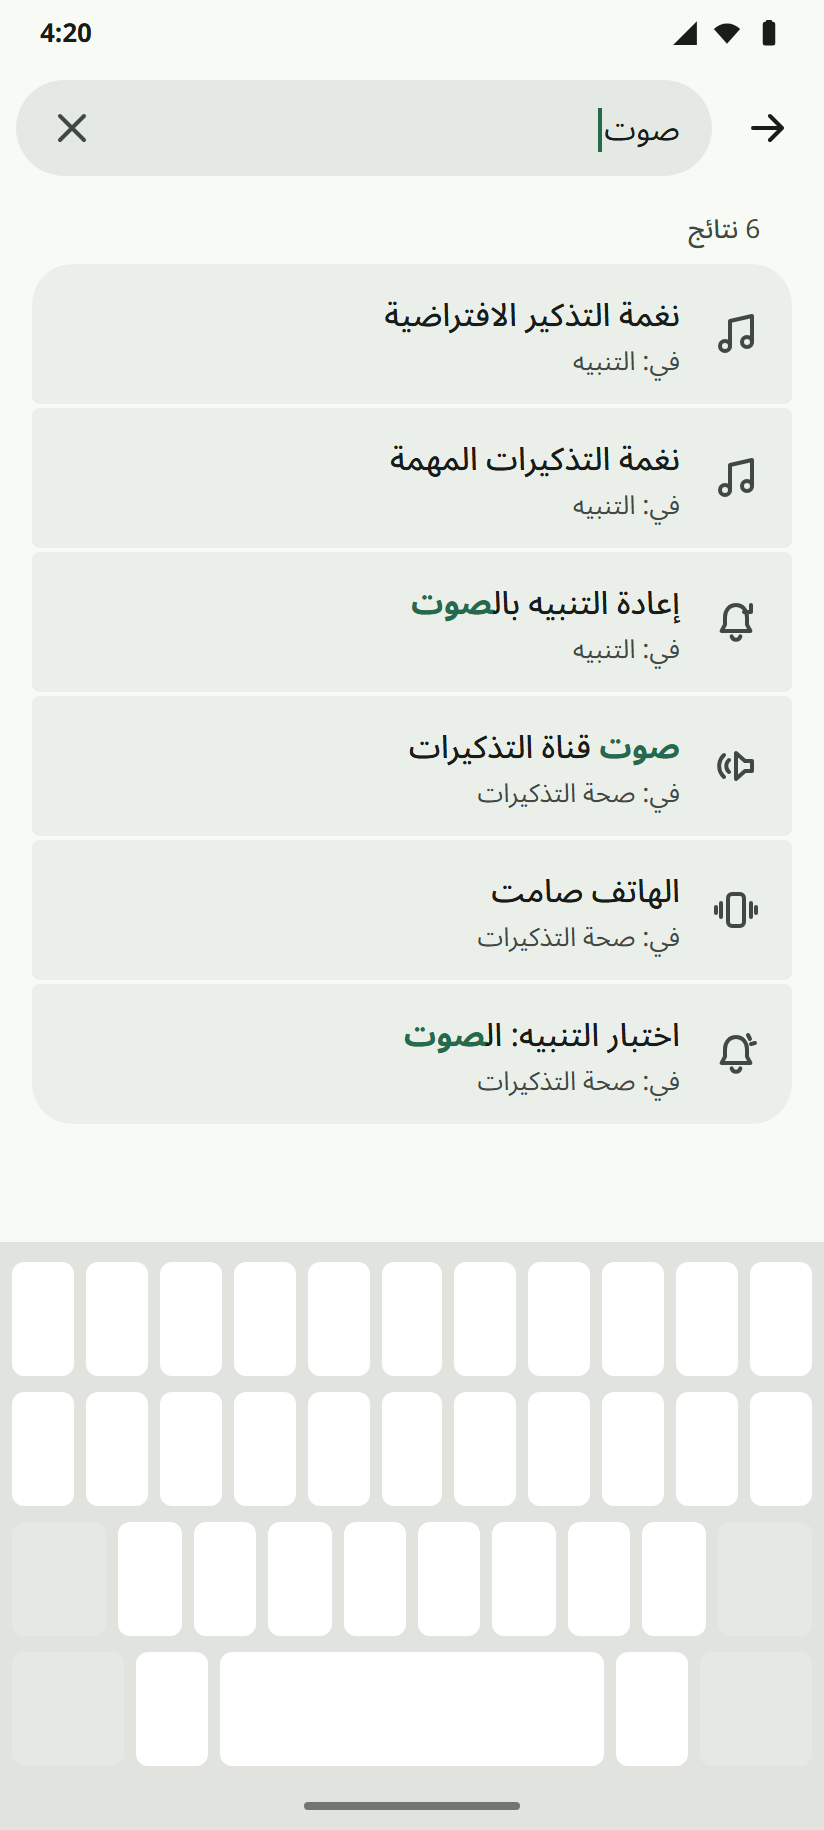 4:20
صوت
6 نتائج
نغمة التذكير الافتراضية
في: التنبيه
نغمة التذكيرات المهمة
في: التنبيه
إعادة التنبيه بالصوت
في: التنبيه
صوت قناة التذكيرات
في: صحة التذكيرات
الهاتف صامت
في: صحة التذكيرات
اختبار التنبيه: الصوت
في: صحة التذكيرات